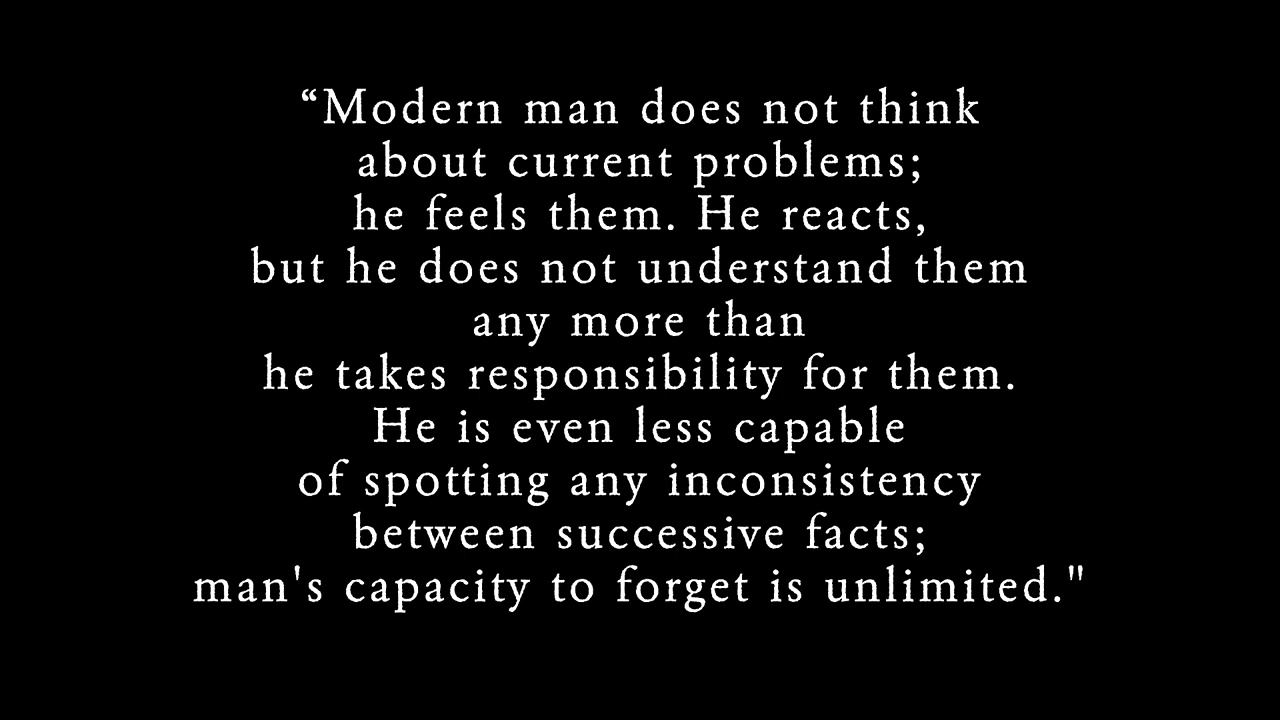 “Modern man does not think
about current problems;
he feels them. He reacts,
but he does not understand them
any more than
he takes responsibility for them.
He is even less capable
of spotting any inconsistency
between successive facts;
man's capacity to forget is unlimited."